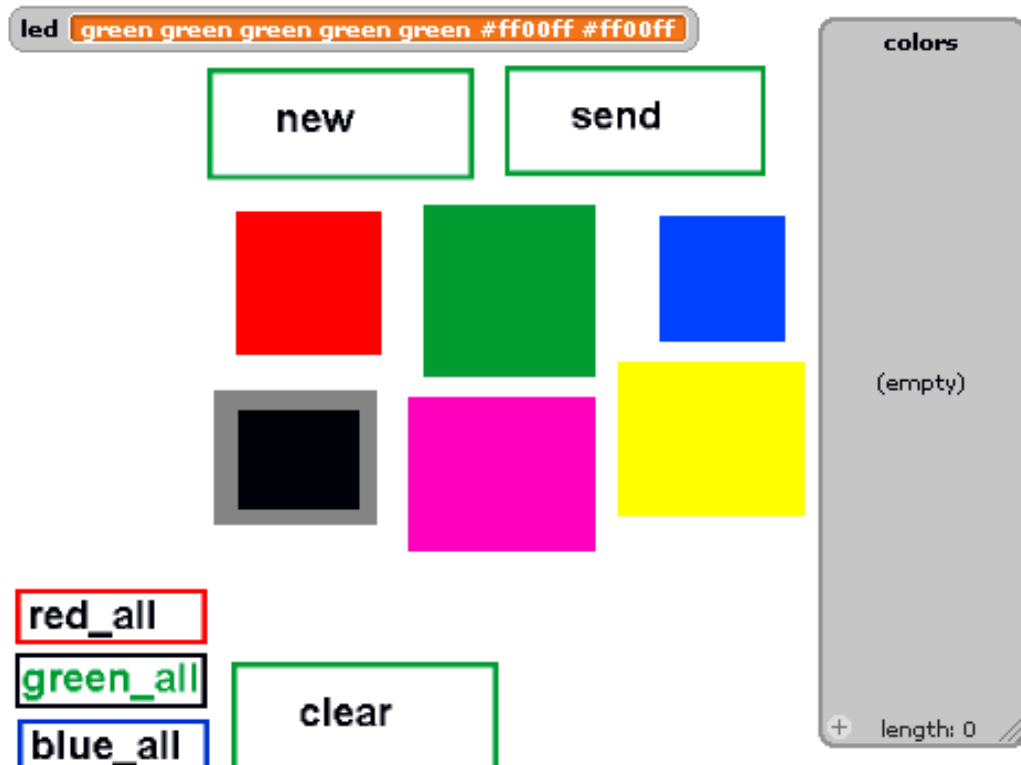 led green green green green green #ff00ff #ff00ff
colors
new
send
(empty)
red_all
green_all
blue_all
clear
+ length: 0